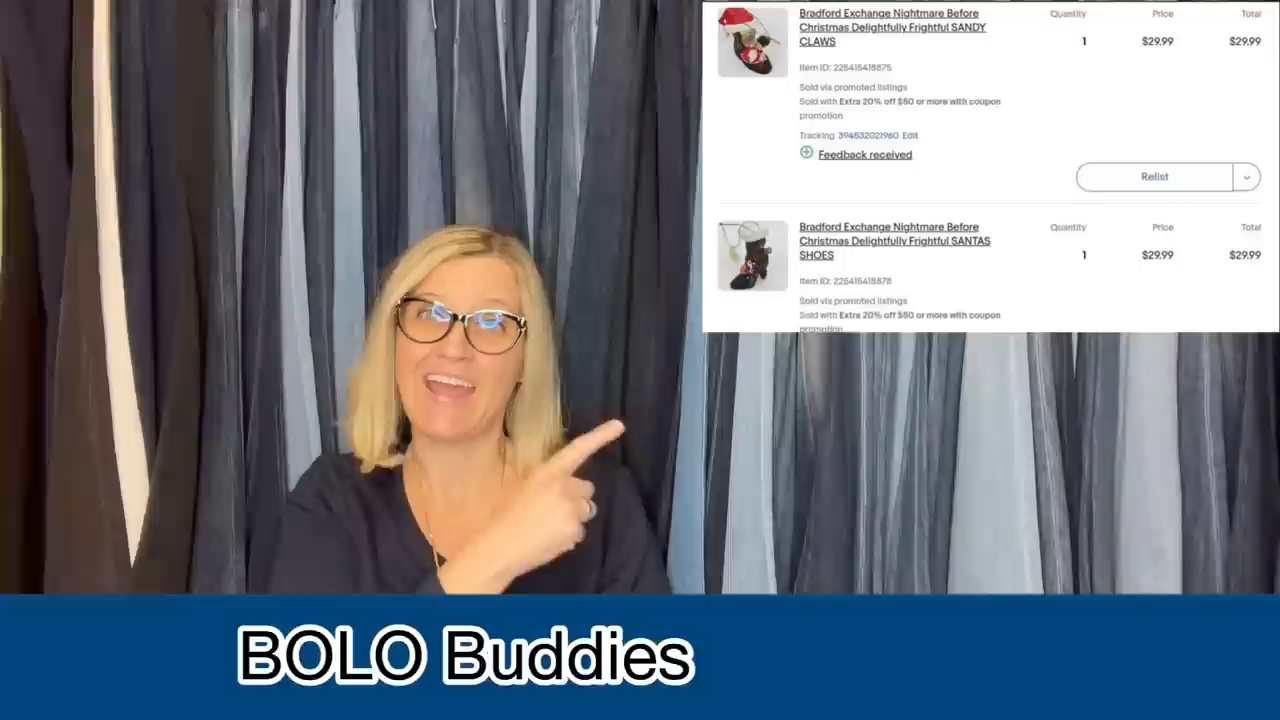 Bradford Exchange Nightmare Before
Christmas Delightfully Frightful SANDY
CLAWS
Quantity
Price
Total
1
$29.99
$29.99
Item ID: 225415418875
Sold via promoted listings
Sold with Extra 20% off $50 or more with coupon
promotion
Tracking 394532021960 Edit
Feedback received
Relist
Bradford Exchange Nightmare Before
Christmas Delightfully Frightful SANTAS
SHOES
Quantity
Price
Total
1
$29.99
$29.99
Item ID: 225415418878
Sold via promoted listings
Sold with Extra 20% off $50 or more with coupon
promotion
BOLO Buddies